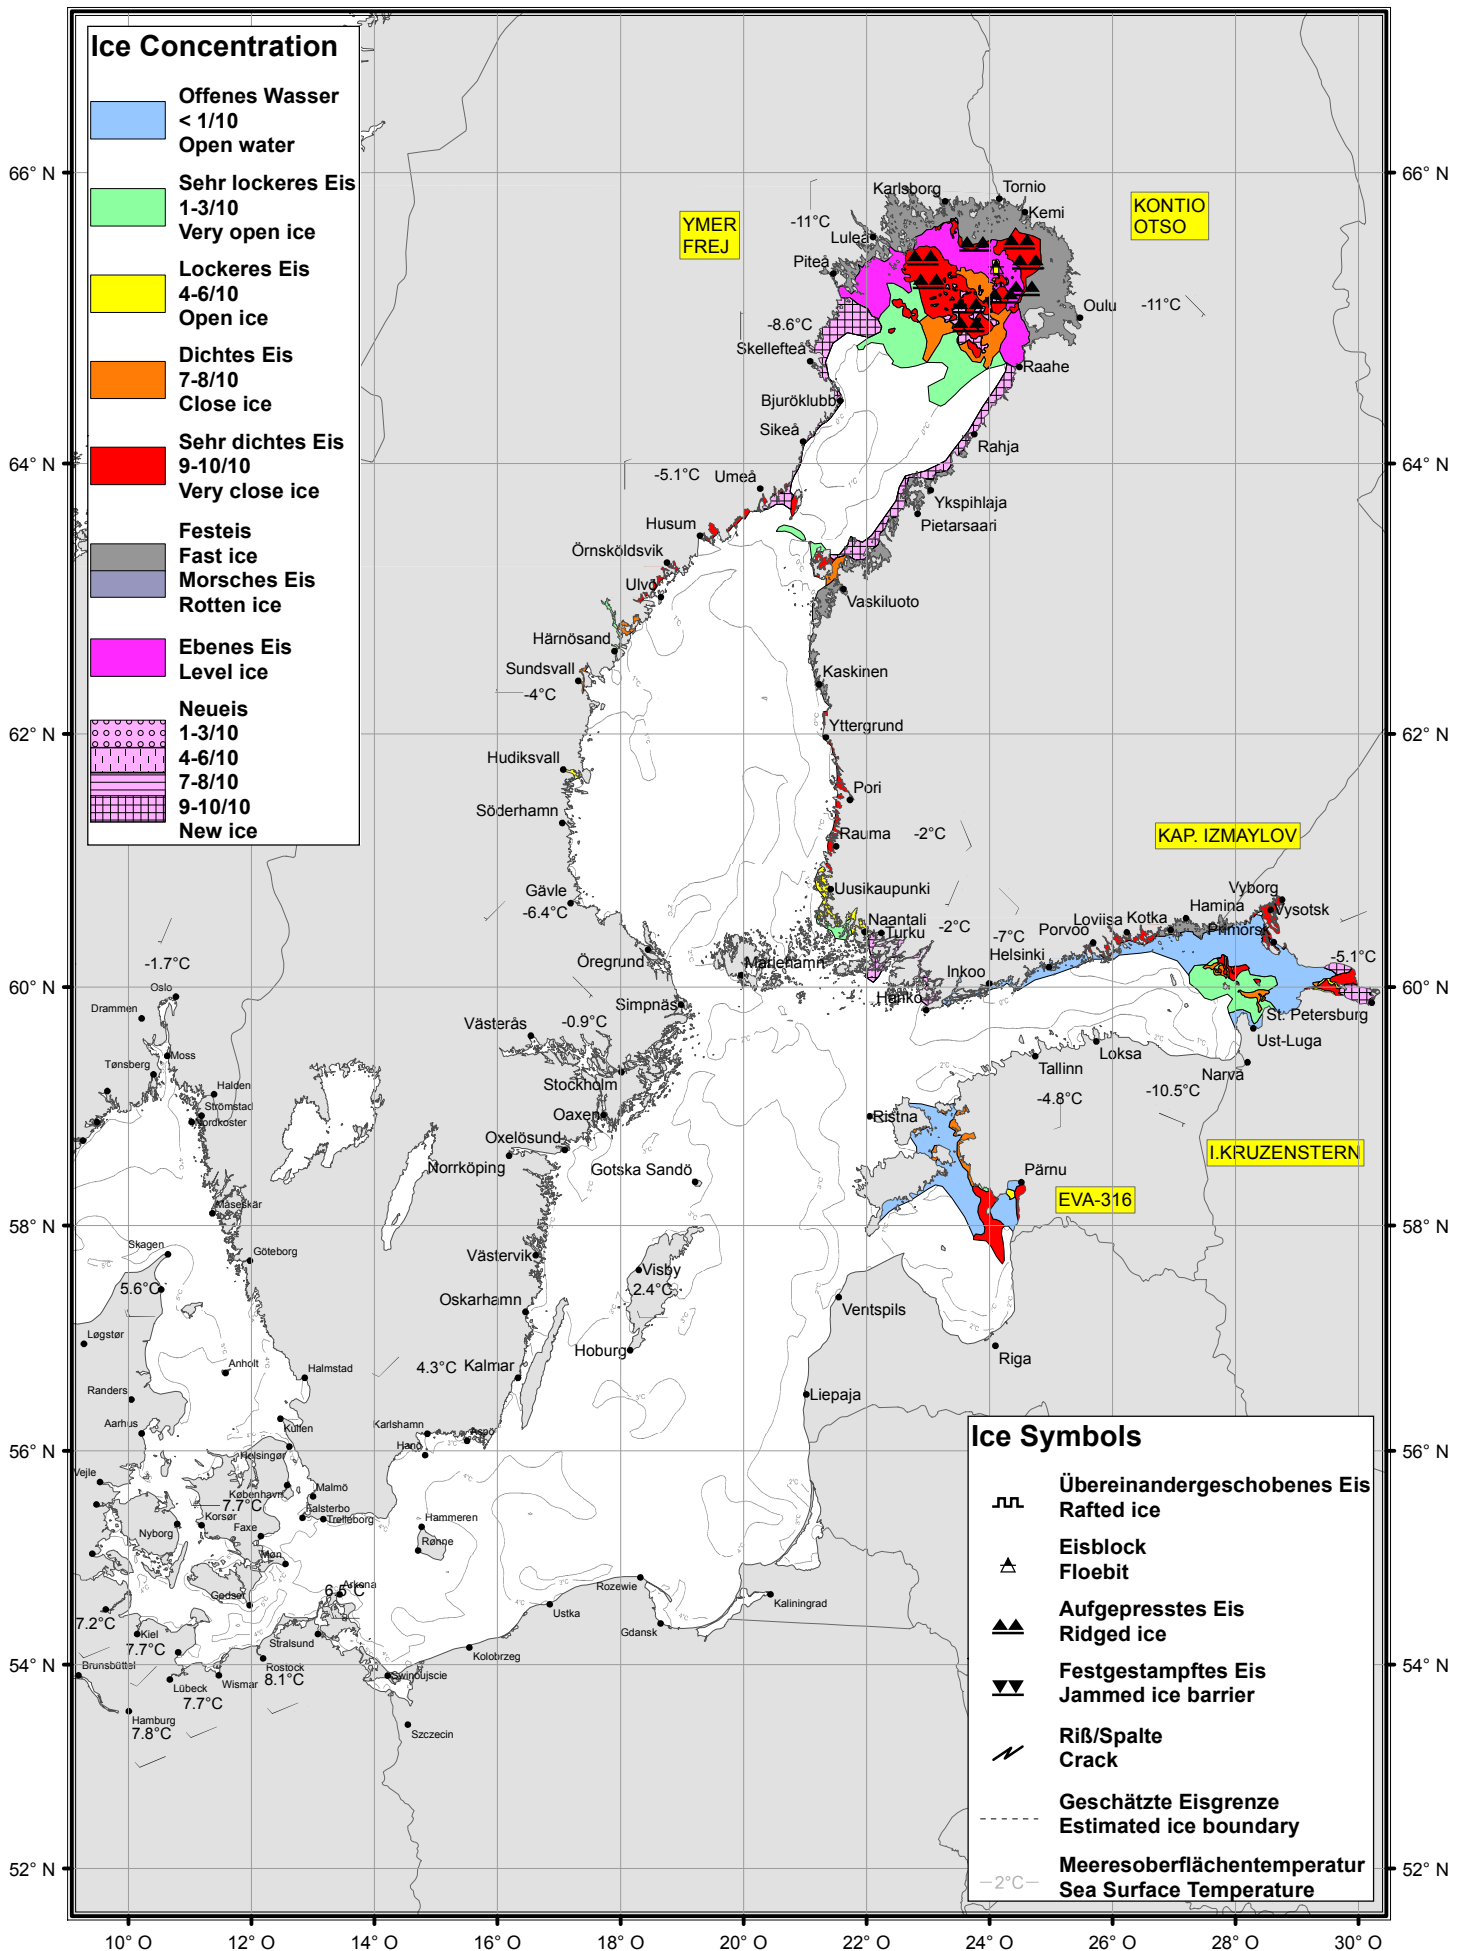 Ice Concentration
Offenes Wasser
< 1/10
Open water
Sehr lockeres Eis
1-3/10
Very open ice
Lockeres Eis
4-6/10
Open ice
Dichtes Eis
7-8/10
Close ice
Sehr dichtes Eis
9-10/10
Very close ice
Festeis
Fast ice
Morsches Eis
Rotten ice
Ebenes Eis
Level ice
Neueis
1-3/10
4-6/10
7-8/10
9-10/10
New ice
66° N
66° N
64° N
64° N
62° N
62° N
60° N
60° N
58° N
58° N
56° N
56° N
54° N
54° N
52° N
52° N
YMER
FREJ
KONTIO
OTSO
Karlsborg
Tornio
Kemi
-11°C
Luleå
Piteå
Oulu
-11°C
-8.6°C
Skellefteå
Raahe
Bjuröklubb
Sikeå
Rahja
-5.1°C
Umeå
Ykspihlaja
Pietarsaari
Husum
Örnsköldsvik
Ulvö
Vaskiluoto
Härnösand
Sundsvall
-4°C
Kaskinen
Yttergrund
Hudiksvall
Pori
Söderhamn
Rauma
-2°C
KAP. IZMAYLOV
Gävle
-6.4°C
Uusikaupunki
Naantali
Turku
-2°C
-7°C
Helsinki
Porvoo
Loviisa
Kotka
Hamina
Vyborg
Vysotsk
Primorsk
-5.1°C
Öregrund
Mariehamn
Inkoo
Hanko
St. Petersburg
Ust-Luga
Narva
-10.5°C
Simpnäs
Västerås
-0.9°C
Stockholm
Oaxen
Oxelösund
Norrköping
Gotska Sandö
Tallinn
Loksa
-4.8°C
Ristna
Pärnu
EVA-316
I.KRUZENSTERN
-1.7°C
Oslo
Drammen
Moss
Tønsberg
Halden
Strömstad
Nordkoster
Måseskär
Skagen
Göteborg
5.6°C
Västervik
Visby
2.4°C
Oskarhamn
Ventspils
Hoburg
Riga
Løgstør
Anholt
Halmstad
4.3°C
Kalmar
Liepaja
Randers
Aarhus
Kullen
Karlshamn
Aspö
Hanö
Helsingør
Vejle
København
Malmö
7.7°C
Korsør
Falsterbo
Trelleborg
Nyborg
Faxe
Hammeren
Rønne
Møn
Gedser
6.5°C
Arkona
7.2°C
Kiel
7.7°C
Stralsund
Rozewie
Ustka
Kaliningrad
Gdansk
Kolobrzeg
Brunsbüttel
Rostock
8.1°C
Swinoujscie
Lübeck
Wismar
7.7°C
Hamburg
7.8°C
Szczecin
Ice Symbols
Übereinandergeschobenes Eis
Rafted ice
Eisblock
Floebit
Aufgepresstes Eis
Ridged ice
Festgestampftes Eis
Jammed ice barrier
Riß/Spalte
Crack
Geschätzte Eisgrenze
Estimated ice boundary
2°C
Meeresoberflächentemperatur
Sea Surface Temperature
10° O
12° O
14° O
16° O
18° O
20° O
22° O
24° O
26° O
28° O
30° O